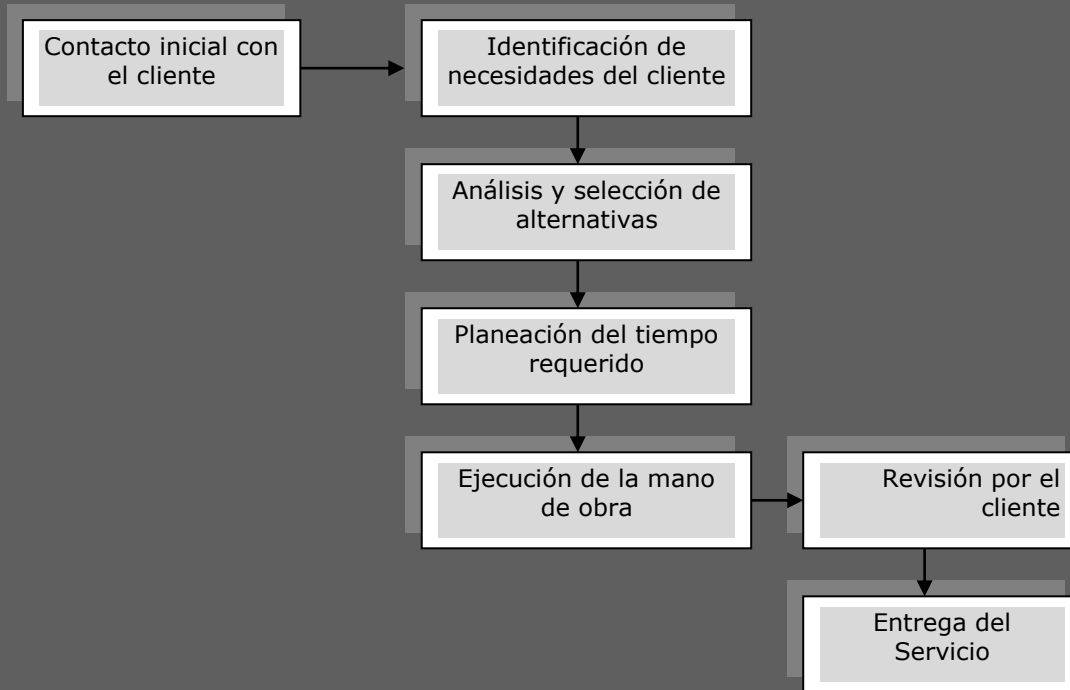 Contacto inicial con
el cliente
Identificación de
necesidades del cliente
Análisis y selección de
alternativas
Planeación del tiempo
requerido
Ejecución de la mano
de obra
Revisión por el
cliente
Entrega del
Servicio